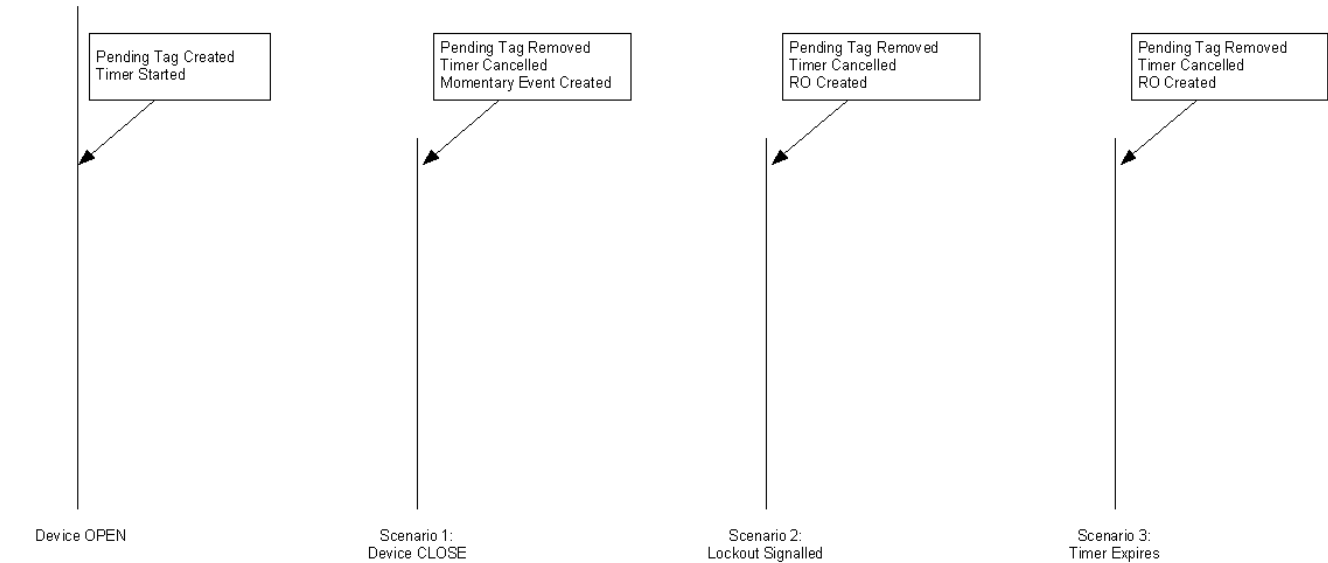 Pending Tag Created
Timer Started
Pending Tag Removed
Timer Cancelled
Momentary Event Created
Pending Tag Removed
Timer Cancelled
RO Created
Pending Tag Removed
Timer Cancelled
RO Created
Device OPEN
Scenario 1:
Device CLOSE
Scenario 2:
Lockout Signalled
Scenario 3:
Timer Expires